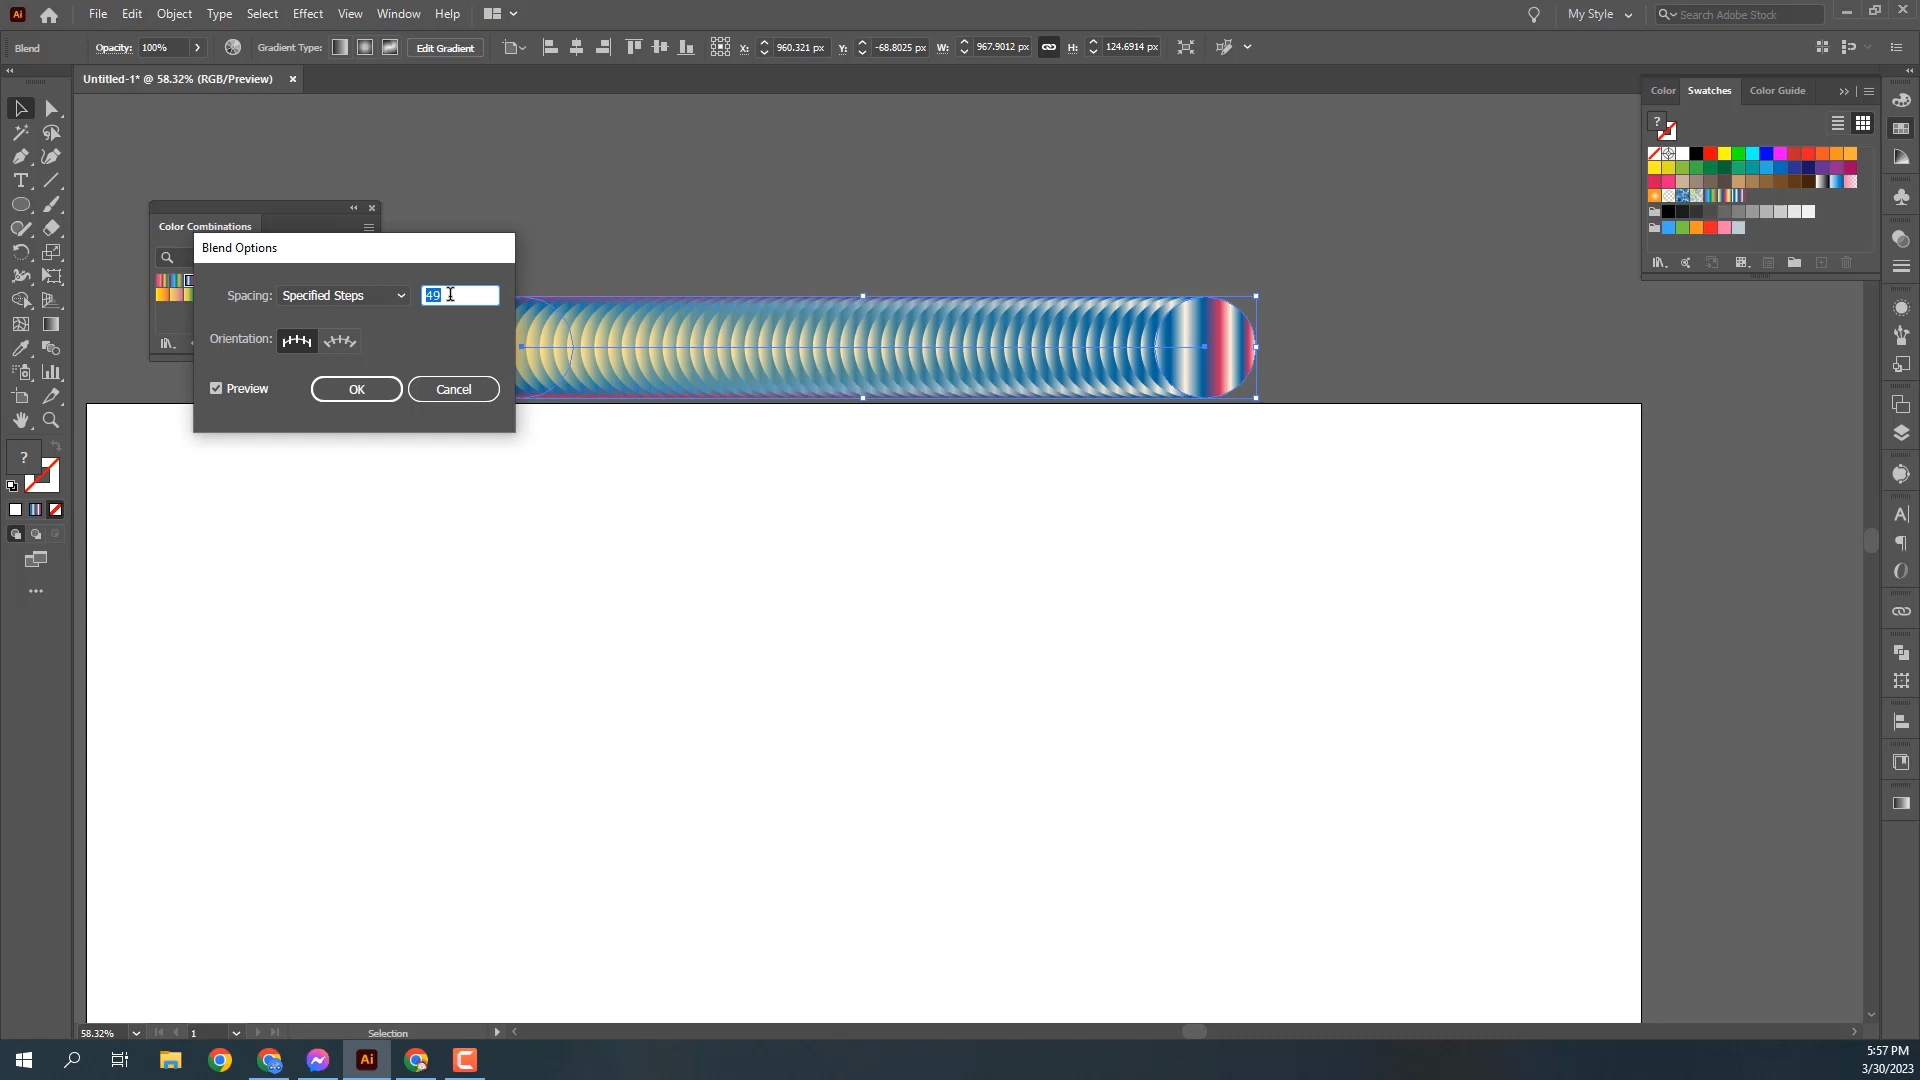 Ai File Edit Object Type Select Effect View Window Help My Style Search Adobe Stock
Blend Opacity: 100% Gradient Type: Edit Gradient X: 960.321 px Y: -68.8025 px W: 967.9012 px H: 124.6914 px
Untitled-1* @ 58.32% (RGB/Preview)
Color Swatches Color Guide
?
Color Combinations
Blend Options
Spacing: Specified Steps 49
Orientation:
Preview OK Cancel
?
58.32% 1 Selection
Ai
5:57 PM
3/30/2023